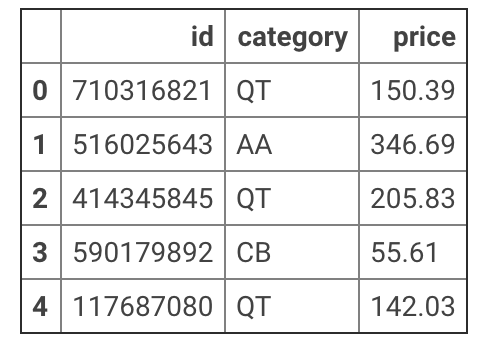 id category price
0 710316821 QT 150.39
1 516025643 AA 346.69
2 414345845 QT 205.83
3 590179892 CB 55.61
4 117687080 QT 142.03